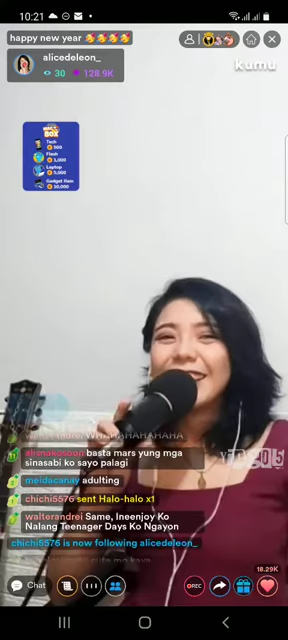 10:21
happy new year
alicedeleon_
30 128.9K
kumu
BOX
Tech
500
Flash
Laptop
Gadget Rain
WHAHAHAHAHAHA
basta mars yung mga
sinasabi ko sayo palagi
meidacanay adulting
chichi5576 sent Halo-halo x1
walterandrei Same, Ineenjoy Ko
Nalang Teenager Days Ko Ngayon
chichi5576 is now following alicedeleon_
18.29K
Chat
REC